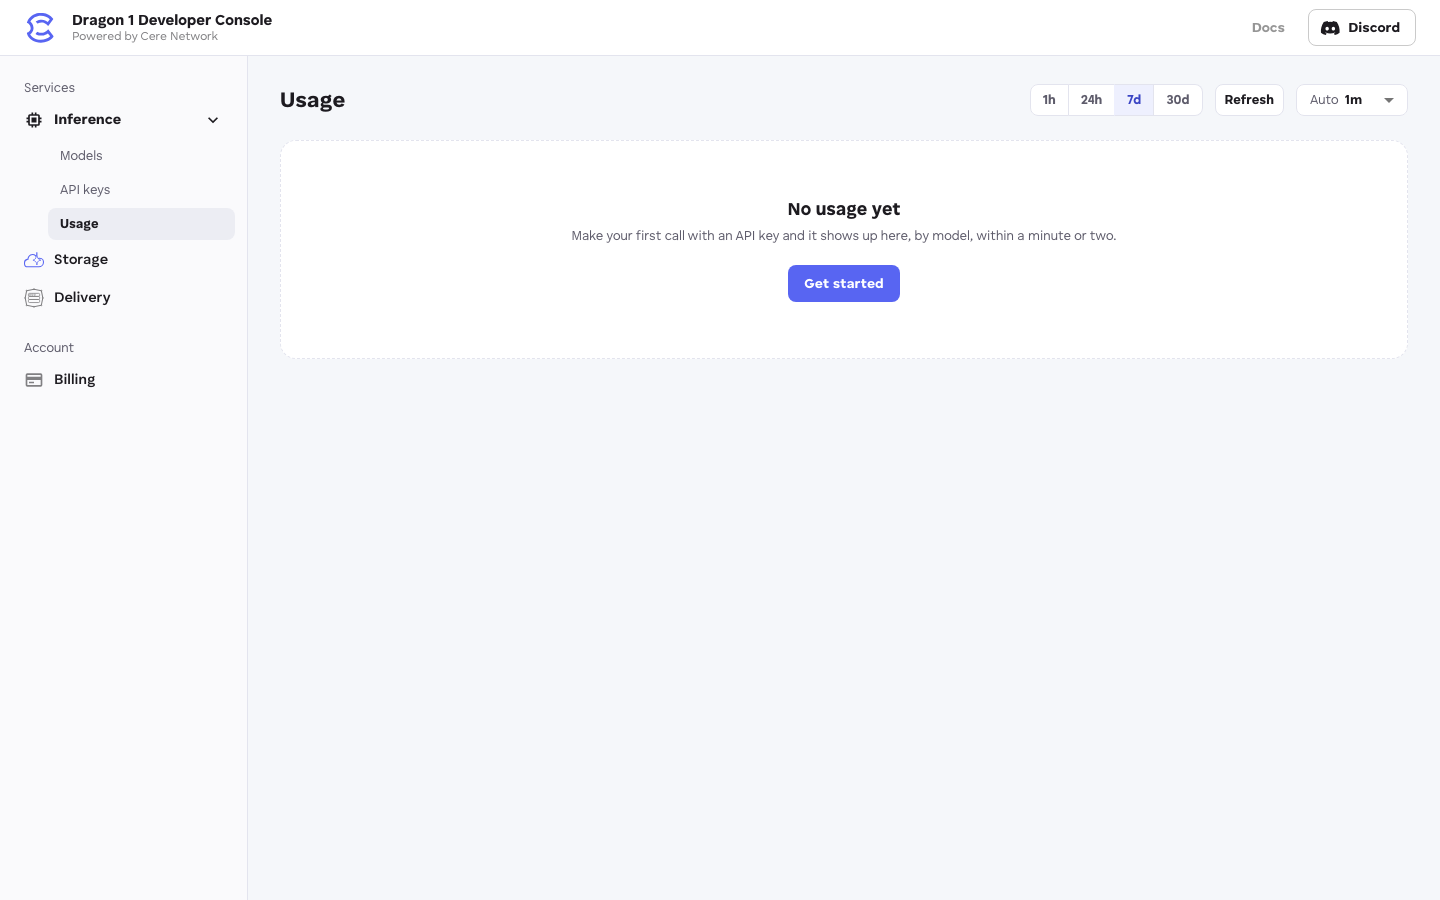 Dragon 1 Developer Console
Powered by Cere Network
Docs
Discord
Services
Inference
Models
API keys
Usage
Storage
Delivery
Account
Billing
Usage
1h
24h
7d
30d
Refresh
Auto 1m
No usage yet
Make your first call with an API key and it shows up here, by model, within a minute or two.
Get started